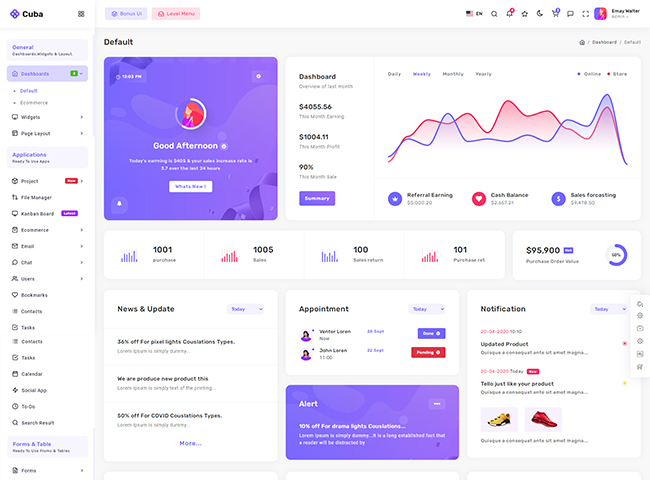 Cuba
Bonus UI
Level Menu
EN
Emay Walter
General
Dashboards,Widgets & Layout.
Dashboards
Default
Ecommerce
Widgets
Page Layout
Applications
Ready To Use Apps
Project
New
File Manager
Kanban Board
Latest
Ecommerce
Email
Chat
Users
Bookmarks
Contacts
Tasks
Contacts
Tasks
Calendar
Social App
To-Do
Search Result
Forms & Table
Ready To Use Froms & Tables
Forms
Default
/ Dashboard / Default
12:03 PM
Good Afternoon
Today's earning is $405 & your sales increase rate is
3.7 over the last 24 hours
Whats New !
Dashboard
Overview of last month
$4055.56
This Month Earning
$1004.11
This Month Profit
90%
This Month Sale
Summary
Daily Weekly Monthly Yearly
Online Store
Referral Earning
$5,000.20
Cash Balance
$2,657.21
Sales forcasting
$9,478.50
1001
purchase
1005
Sales
100
Sales return
101
Purchase ret
$95,900
Purchase Order Value
News & Update
Today
36% off For pixel lights Couslations Types.
Lorem Ipsum is simply dummy...
We are produce new product this
Lorem Ipsum is simply text of the printing...
50% off For COVID Couslations Types.
Lorem Ipsum is simply dummy...
More...
Appointment
Today
Venter Loren
Now
28 Sept
Done
John Loren
11:00
22 Sept
Pending
Alert
10% off For drama lights Couslations...
Lorem Ipsum is simply dummy...It is a long established fact that
a reader will be distracted by
Notification
Today
20-04-2020 10:10
Updated Product
Quisque a consequat ante sit amet magna...
20-04-2020 Today New
Tello just like your product
Quisque a consequat ante sit amet magna...
Quisque a consequat ante sit amet magna...